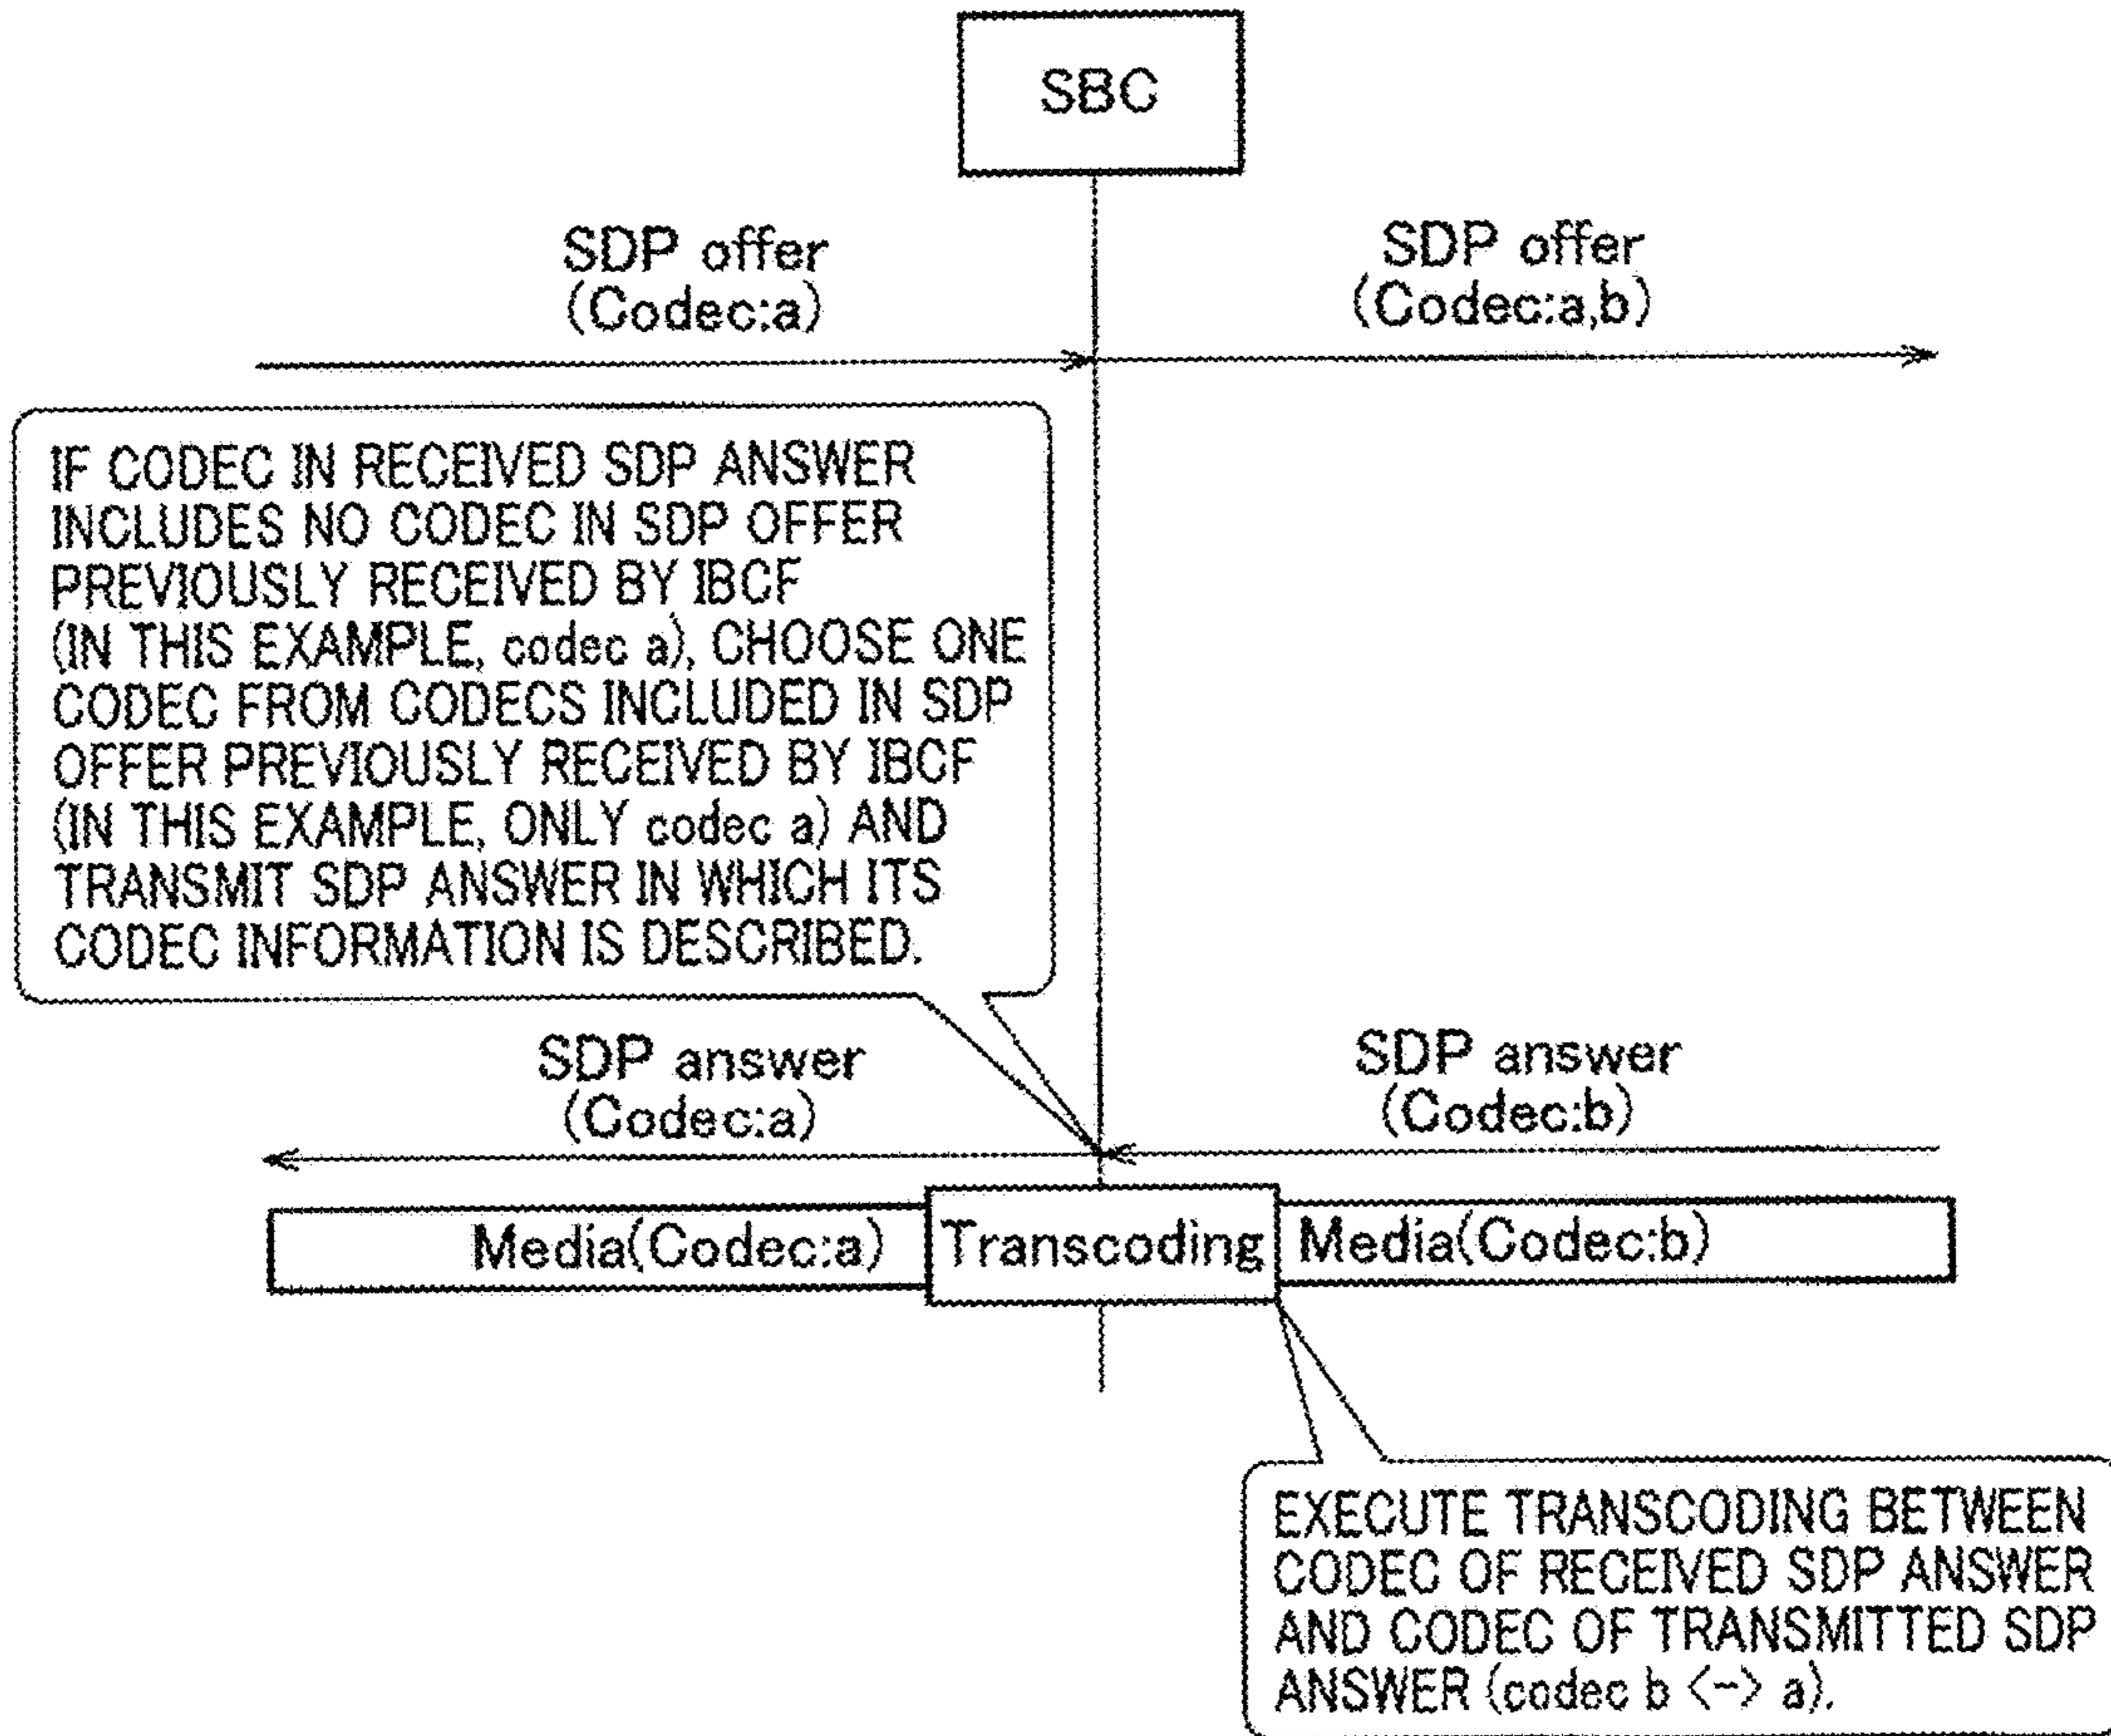 SBC
SDP offer
(Codec:a)
SDP offer
(Codec:a,b)
IF CODEC IN RECEIVED SDP ANSWER
INCLUDES NO CODEC IN SDP OFFER
PREVIOUSLY RECEIVED BY IBCF
(IN THIS EXAMPLE, codec a), CHOOSE ONE
CODEC FROM CODECS INCLUDED IN SDP
OFFER PREVIOUSLY RECEIVED BY IBCF
(IN THIS EXAMPLE, ONLY codec a) AND
TRANSMIT SDP ANSWER IN WHICH ITS
CODEC INFORMATION IS DESCRIBED.
SDP answer
(Codec:a)
SDP answer
(Codec:b)
Media(Codec:a)
Transcoding
Media(Codec:b)
EXECUTE TRANSCODING BETWEEN
CODEC OF RECEIVED SDP ANSWER
AND CODEC OF TRANSMITTED SDP
ANSWER (codec b <-> a).